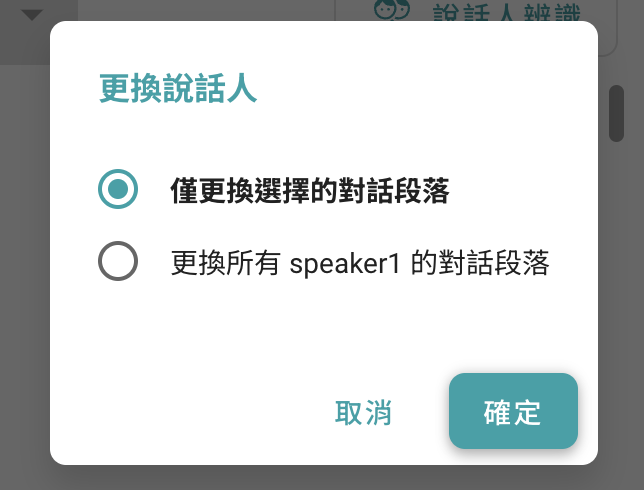 說話人辨識
更換說話人
僅更換選擇的對話段落
更換所有 speaker1 的對話段落
取消
確定